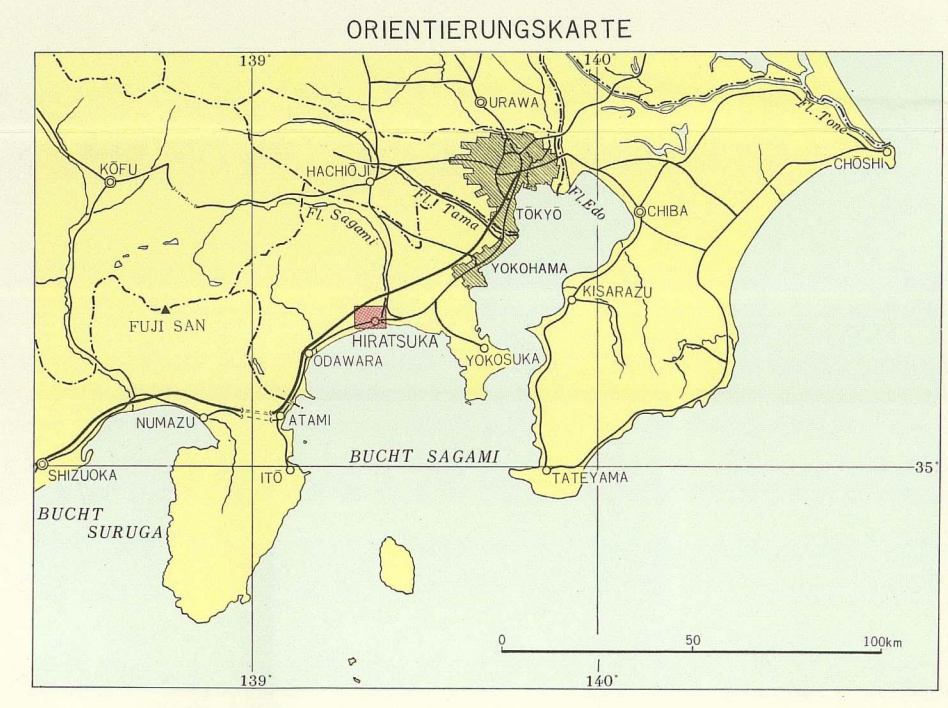 ORIENTIERUNGSKARTE
139°
140°
URAWA
Fl. Tone
CHŌSHI
KŌFU
HACHIŌJI
Fl. Tama
Fl. Edo
TŌKYŌ
CHIBA
Fl. Sagami
YOKOHAMA
KISARAZU
FUJI SAN
HIRATSUKA
ODAWARA
YOKOSUKA
NUMAZU
ATAMI
BUCHT SAGAMI
35°
SHIZUOKA
ITŌ
TATEYAMA
BUCHT
SURUGA
0 50 100km
139°
140°